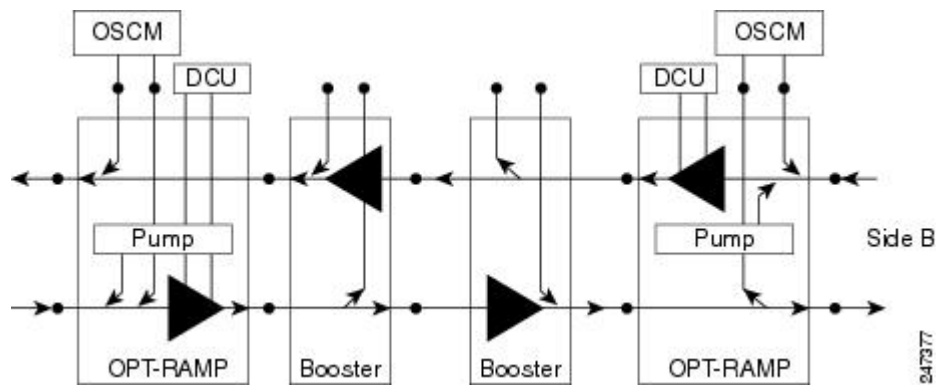 OSCM
OSCM
DCU
DCU
Pump
Pump
Side B
OPT-RAMP
Booster
Booster
OPT-RAMP
247377